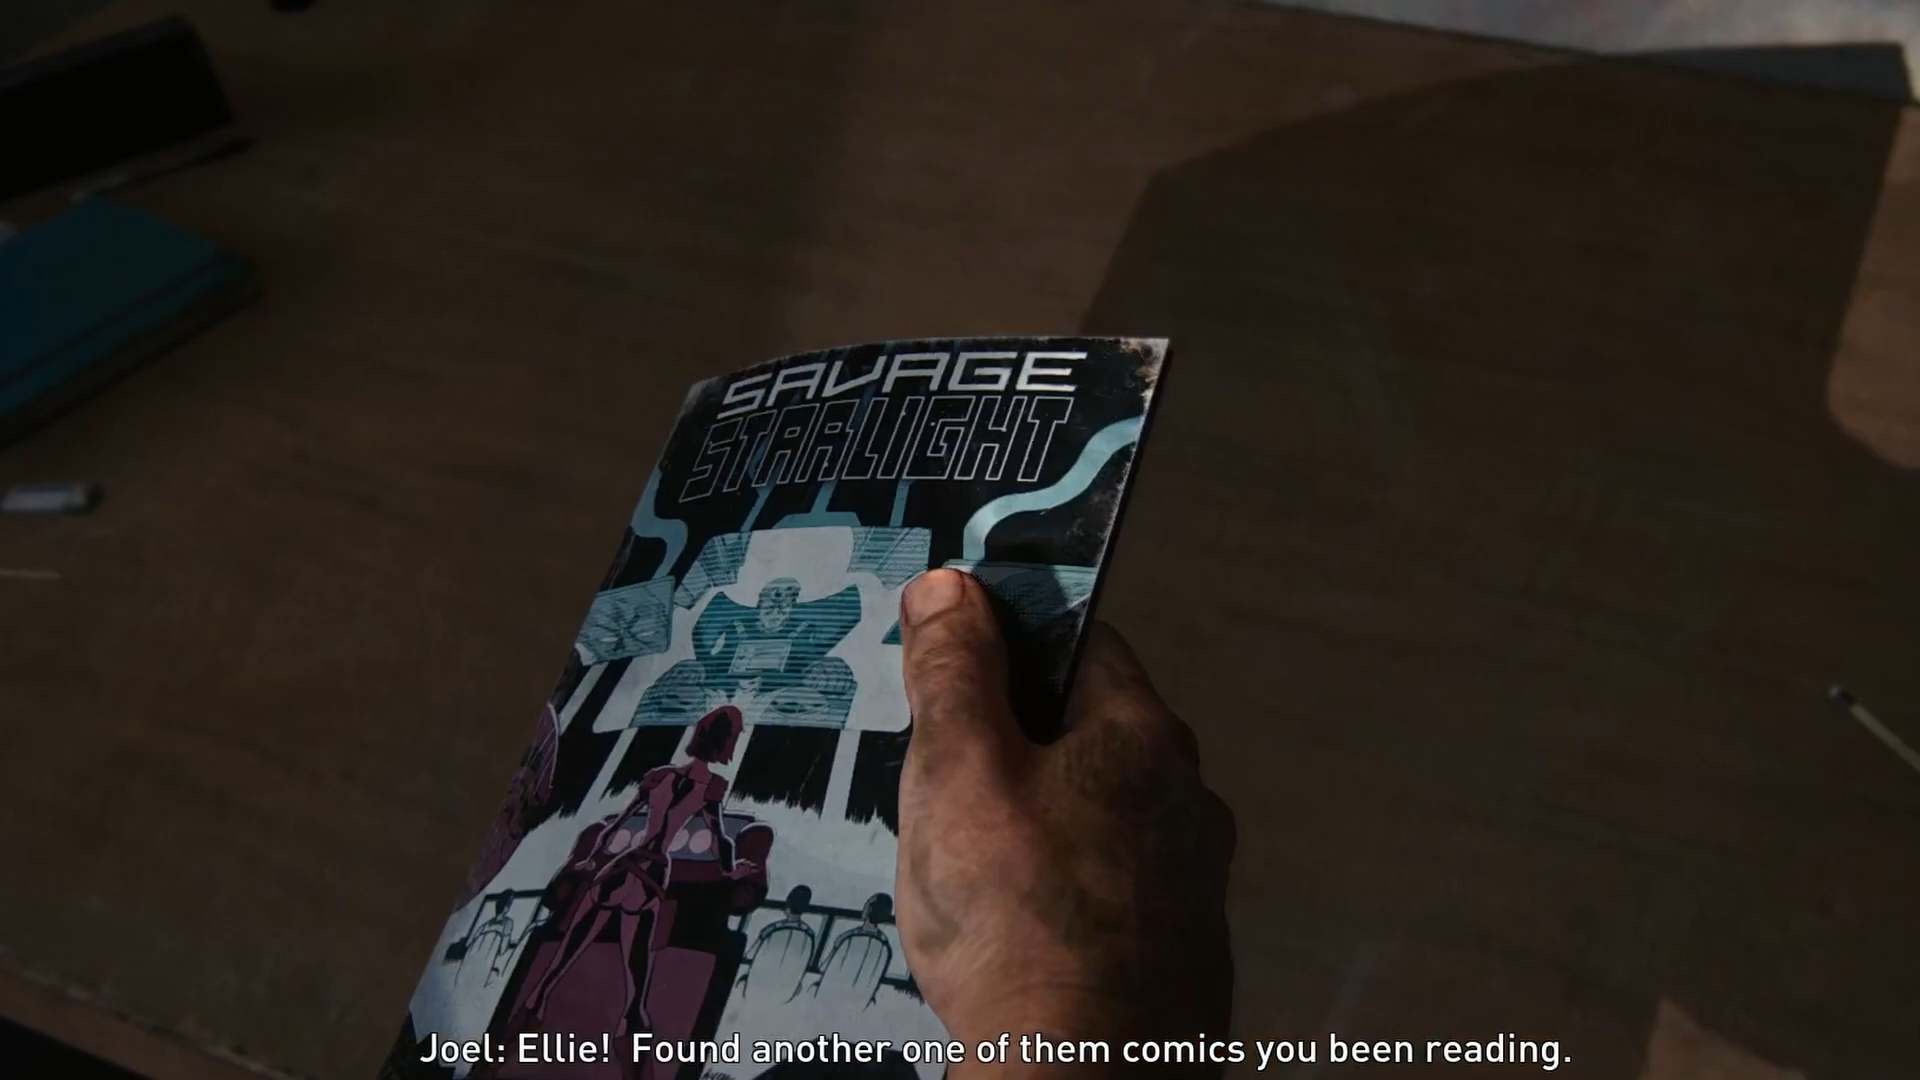 SAVAGE
STARLIGHT
Joel: Ellie!  Found another one of them comics you been reading.